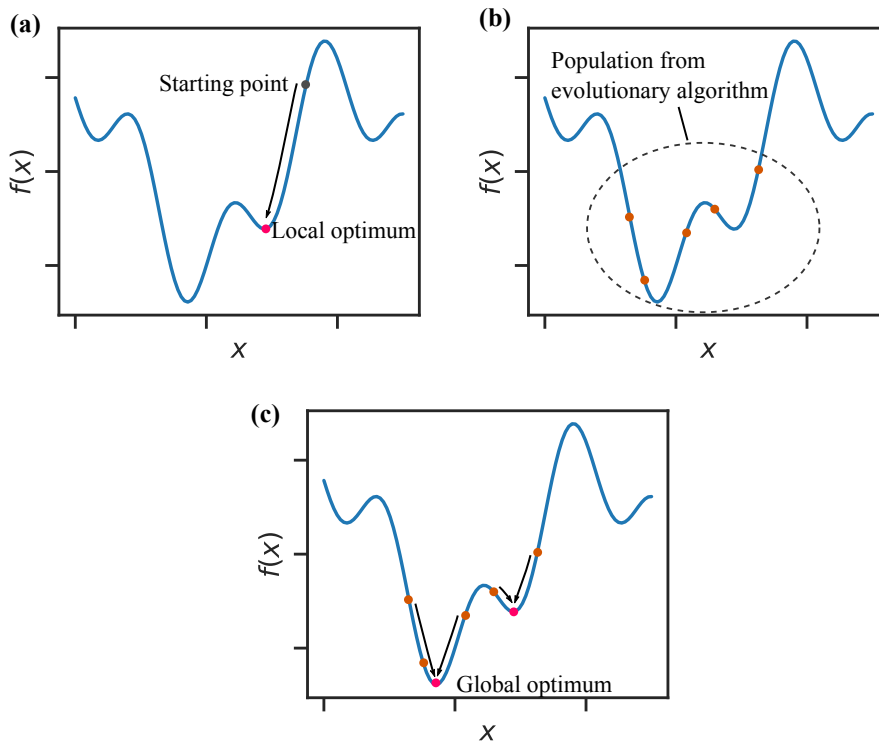 (a)
Starting point
Local optimum
f(x)
x
(b)
Population from
evolutionary algorithm
f(x)
x
(c)
Global optimum
f(x)
x